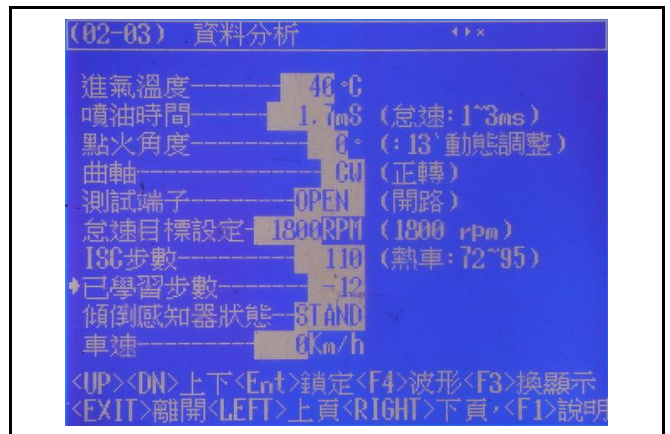 (02-03) 資料分析 ◂ ▸ ×
進氣溫度-------- 46 °C
噴油時間-------- 1.7mS (怠速:1~3ms)
點火角度-------- 6° (:13`動態調整)
曲軸-------- CW (正轉)
測試端子-------- OPEN (開路)
怠速目標設定- 1800RPM (1800 rpm)
ISC步數-------- 110 (熱車:72~95)
➧已學習步數-------- -12
傾倒感知器狀態--STAND
車速-------- 0Km/h
<UP><DN>上下<Ent>鎖定<F4>波形<F3>換顯示
<EXIT>離開<LEFT>上頁<RIGHT>下頁,<F1>說明